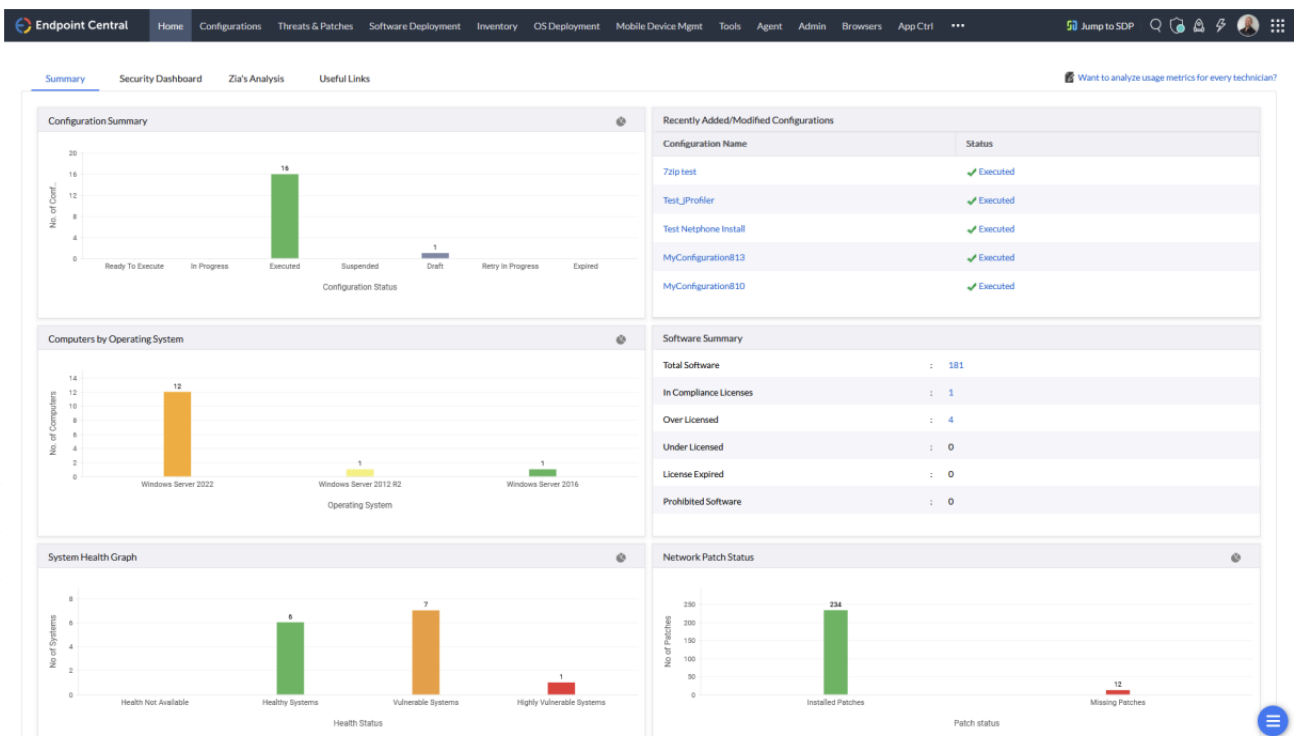 Endpoint Central Home Configurations Threats & Patches Software Deployment Inventory OS Deployment Mobile Device Mgmt Tools Agent Admin Browsers App Ctrl ••• Jump to SDP
Summary Security Dashboard Zia's Analysis Useful Links Want to analyze usage metrics for every technician?
Configuration Summary
No. of Conf..
20
16
12
8
4
0
16
1
Ready To Execute In Progress Executed Suspended Draft Retry In Progress Expired
Configuration Status
Recently Added/Modified Configurations
Configuration Name Status
7zip test Executed
Test_jProfiler Executed
Test Netphone Install Executed
MyConfiguration813 Executed
MyConfiguration810 Executed
Computers by Operating System
No. of Computers
14
12
10
8
6
4
2
0
12
1
1
Windows Server 2022 Windows Server 2012 R2 Windows Server 2016
Operating System
Software Summary
Total Software : 181
In Compliance Licenses : 1
Over Licensed : 4
Under Licensed : 0
License Expired : 0
Prohibited Software : 0
System Health Graph
No of Systems
8
6
4
2
0
6
7
1
Health Not Available Healthy Systems Vulnerable Systems Highly Vulnerable Systems
Health Status
Network Patch Status
No of Patches
250
200
150
100
50
0
234
12
Installed Patches Missing Patches
Patch status